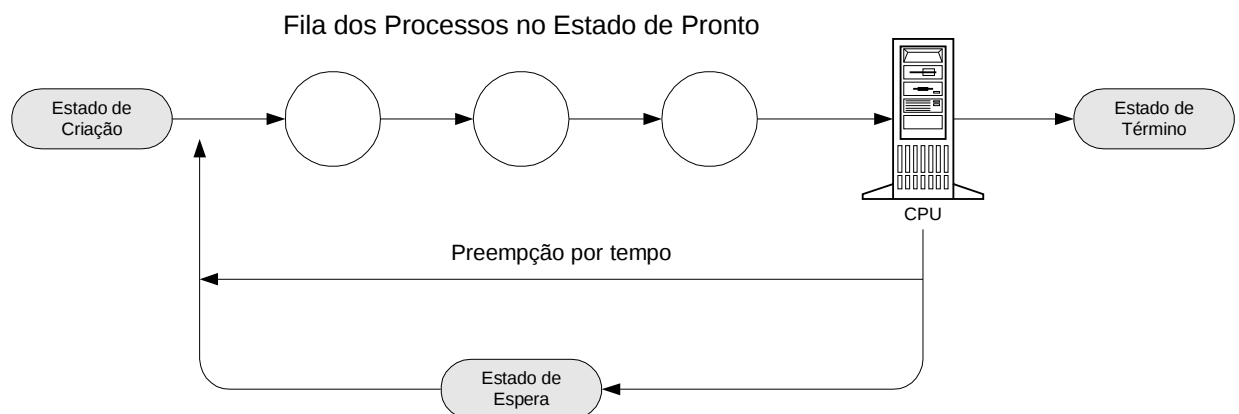 Fila dos Processos no Estado de Pronto
Estado de
Criação
Estado de
Término
CPU
Preempção por tempo
Estado de
Espera